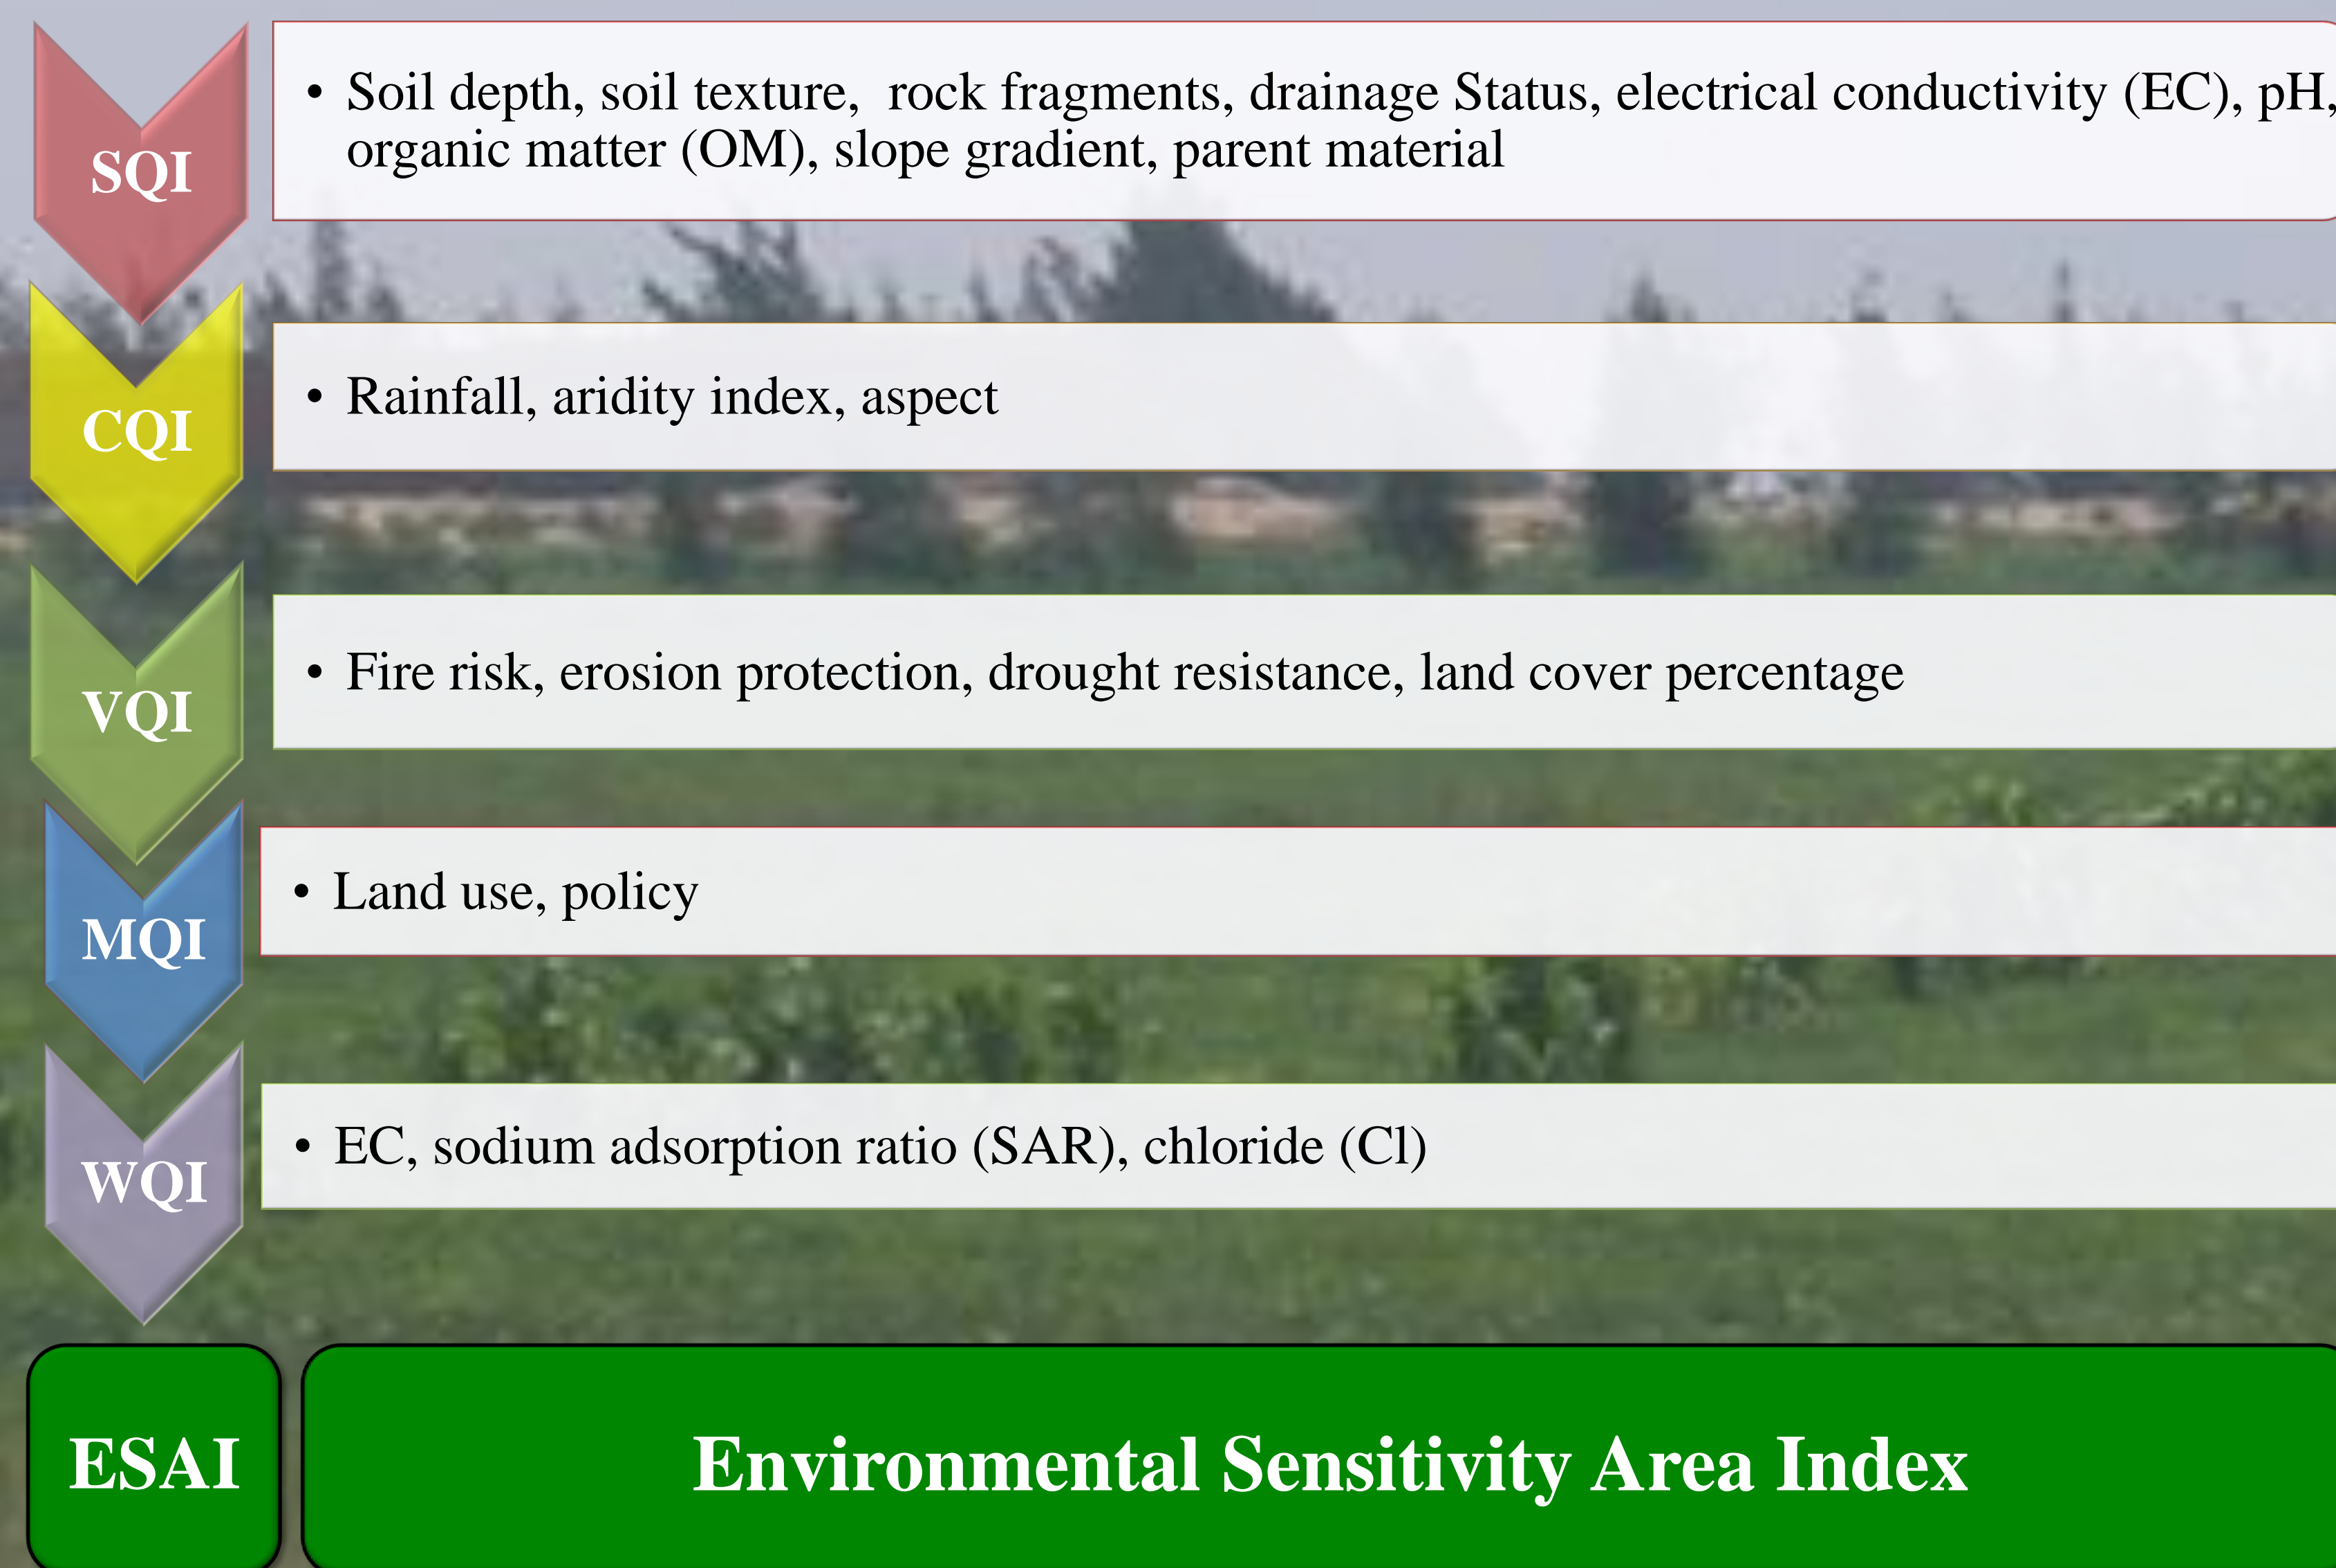 SQI
• Soil depth, soil texture,  rock fragments, drainage Status, electrical conductivity (EC), pH,
organic matter (OM), slope gradient, parent material
CQI
• Rainfall, aridity index, aspect
VQI
• Fire risk, erosion protection, drought resistance, land cover percentage
MQI
• Land use, policy
WQI
• EC, sodium adsorption ratio (SAR), chloride (Cl)
ESAI
Environmental Sensitivity Area Index